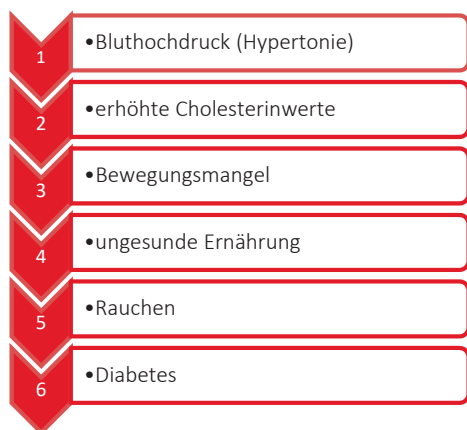 1 •Bluthochdruck (Hypertonie)
2 •erhöhte Cholesterinwerte
3 •Bewegungsmangel
4 •ungesunde Ernährung
5 •Rauchen
6 •Diabetes